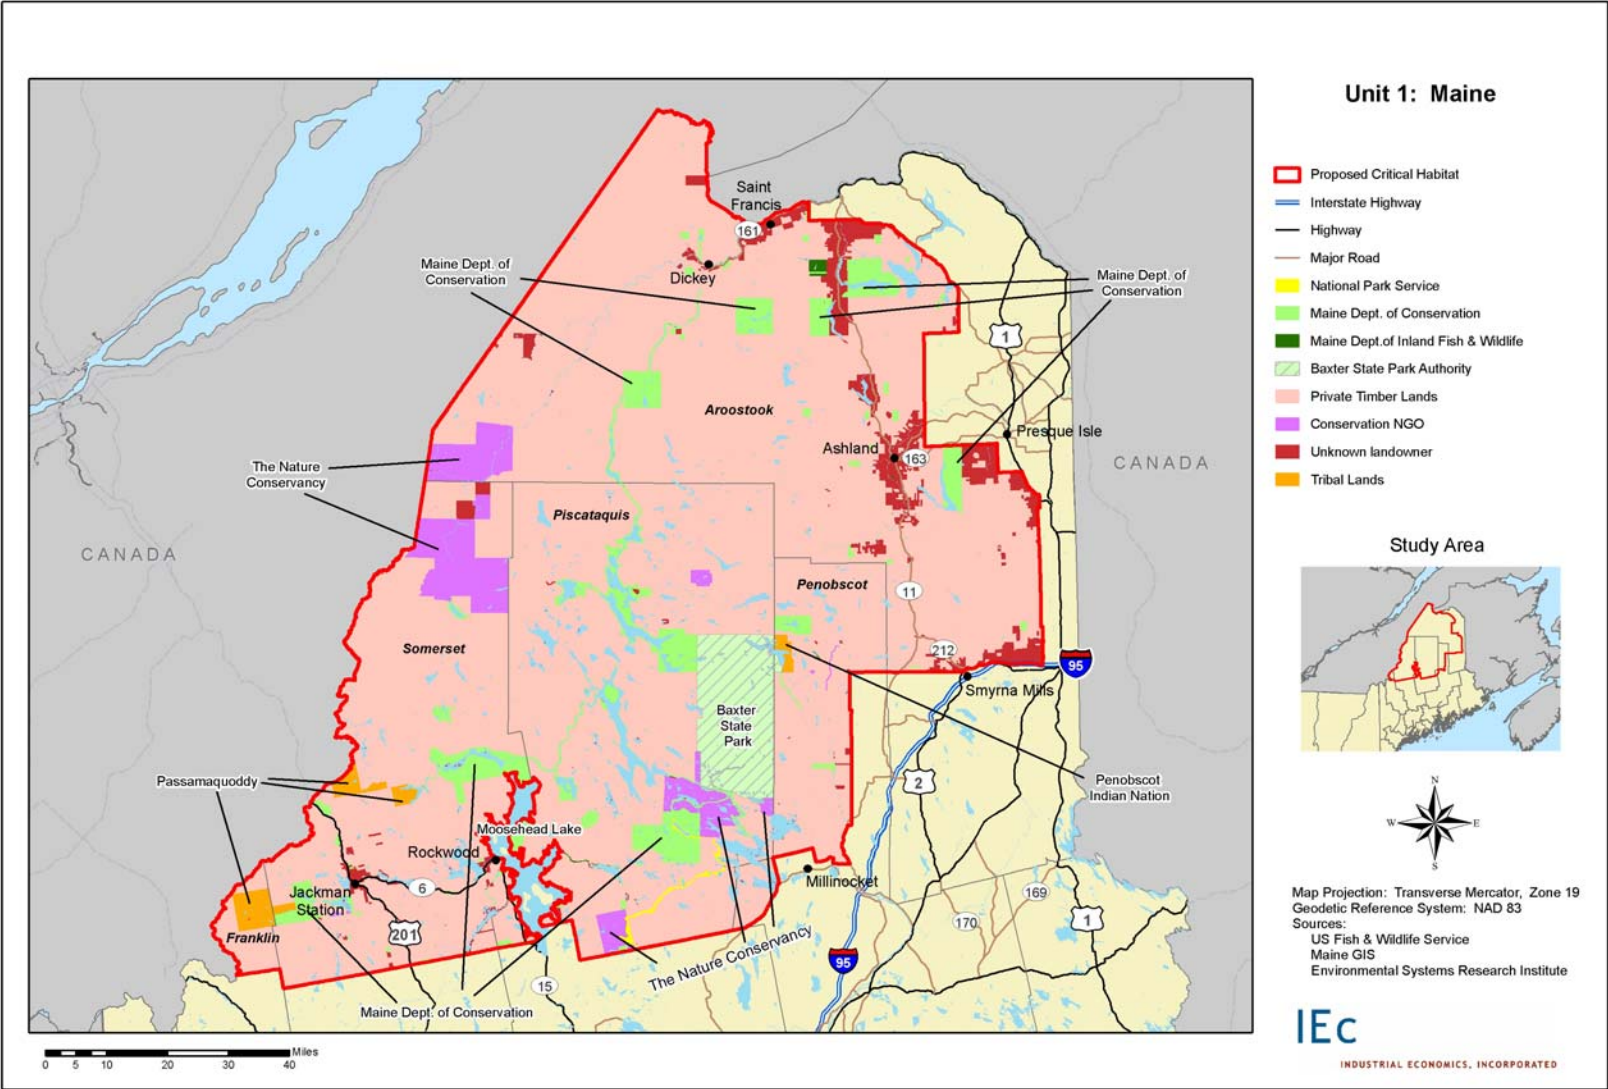 Unit 1: Maine
Proposed Critical Habitat
Interstate Highway
Highway
Major Road
National Park Service
Maine Dept. of Conservation
Maine Dept.of Inland Fish & Wildlife
Baxter State Park Authority
Private Timber Lands
Conservation NGO
Unknown landowner
Tribal Lands
Saint
Francis
161
Dickey
Maine Dept. of
Conservation
Maine Dept. of
Conservation
1
Aroostook
Ashland
163
Presque Isle
CANADA
The Nature
Conservancy
Piscataquis
CANADA
Penobscot
11
Somerset
212
95
Smyrna Mills
Baxter
State
Park
Passamaquoddy
2
Penobscot
Indian Nation
Moosehead Lake
Rockwood
Millinocket
6
Jackman
Station
169
170
1
201
Franklin
The Nature Conservancy
95
15
Maine Dept. of Conservation
Miles
0 5 10 20 30 40
Study Area
N
W E
S
Map Projection: Transverse Mercator, Zone 19
Geodetic Reference System: NAD 83
Sources:
US Fish & Wildlife Service
Maine GIS
Environmental Systems Research Institute
IEc
INDUSTRIAL ECONOMICS, INCORPORATED